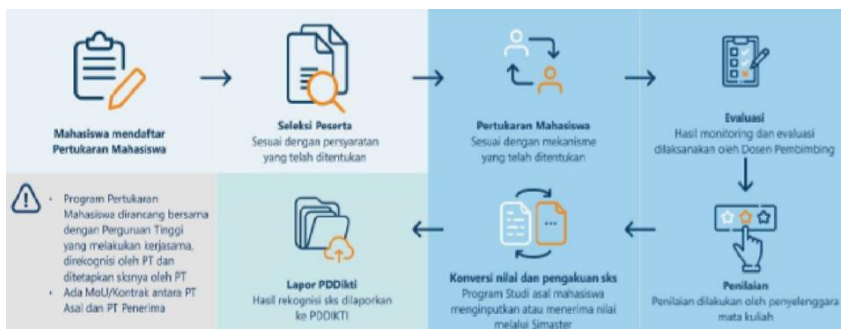 Mahasiswa mendaftar
Pertukaran Mahasiswa
Seleksi Peserta
Sesuai dengan persyaratan
yang telah ditentukan
Pertukaran Mahasiswa
Sesuai dengan mekanisme
yang telah ditentukan
Evaluasi
Hasil monitoring dan evaluasi
dilaksanakan oleh Dosen Pembimbing
Penilaian
Penilaian dilakukan oleh penyelenggara
mata kuliah
Konversi nilai dan pengakuan sks
Program Studi asal mahasiswa
menginputkan atau menerima nilai
melalui Simaster
Lapor PDDikti
Hasil rekognisi sks dilaporkan
ke PDDIKTI
• Program Pertukaran
Mahasiswa dirancang bersama
dengan Perguruan Tinggi
yang melakukan kerjasama,
direkognisi oleh PT dan
ditetapkan sksnya oleh PT
• Ada MoU/Kontrak antara PT
Asal dan PT Penerima